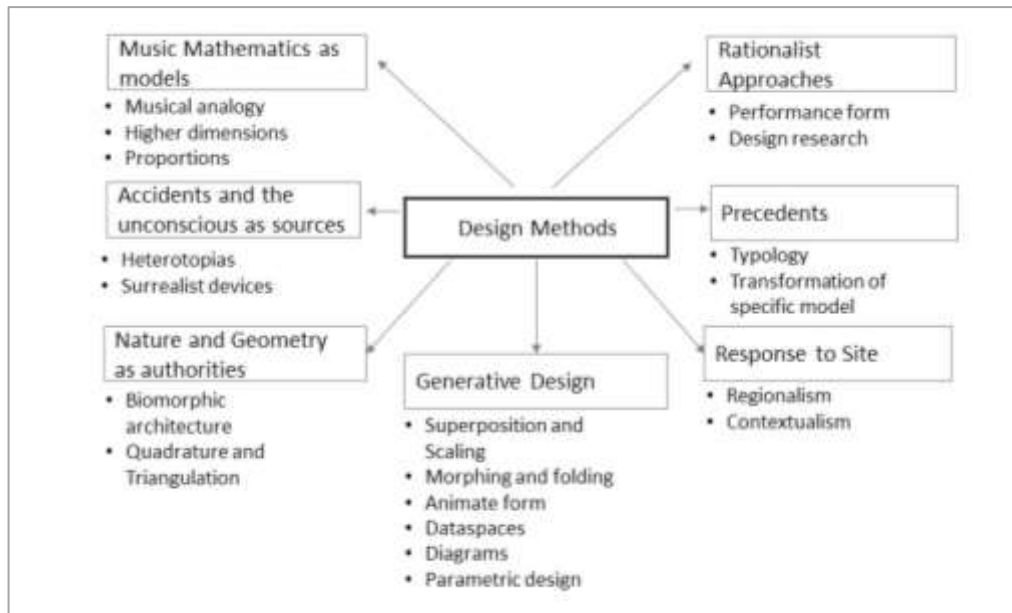 Music Mathematics as
models
• Musical analogy
• Higher dimensions
• Proportions
Accidents and the
unconscious as sources
• Heterotopias
• Surrealist devices
Nature and Geometry
as authorities
• Biomorphic
architecture
• Quadrature and
Triangulation
Design Methods
Generative Design
• Superposition and
Scaling
• Morphing and folding
• Animate form
• Dataspaces
• Diagrams
• Parametric design
Rationalist
Approaches
• Performance form
• Design research
Precedents
• Typology
• Transformation of
specific model
Response to Site
• Regionalism
• Contextualism